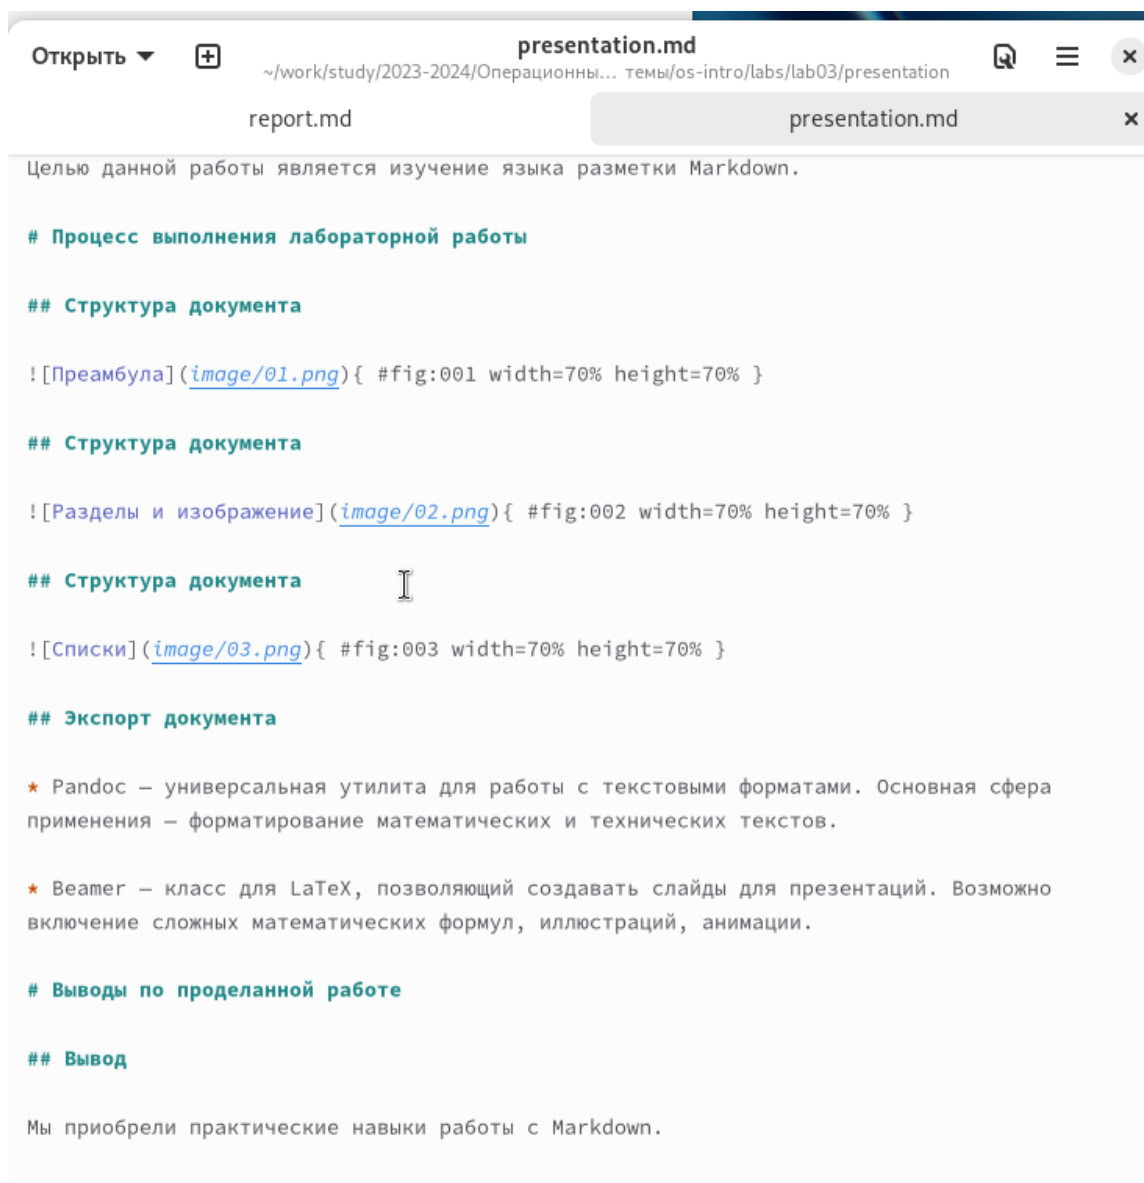 Открыть
presentation.md
~/work/study/2023-2024/Операционны... темы/os-intro/labs/lab03/presentation
report.md
presentation.md
Целью данной работы является изучение языка разметки Markdown.
# Процесс выполнения лабораторной работы
## Структура документа
![Преамбула](image/01.png){ #fig:001 width=70% height=70% }
## Структура документа
![Разделы и изображение](image/02.png){ #fig:002 width=70% height=70% }
## Структура документа
![Списки](image/03.png){ #fig:003 width=70% height=70% }
## Экспорт документа
* Pandoc — универсальная утилита для работы с текстовыми форматами. Основная сфера
применения — форматирование математических и технических текстов.
* Beamer — класс для LaTeX, позволяющий создавать слайды для презентаций. Возможно
включение сложных математических формул, иллюстраций, анимации.
# Выводы по проделанной работе
## Вывод
Мы приобрели практические навыки работы с Markdown.